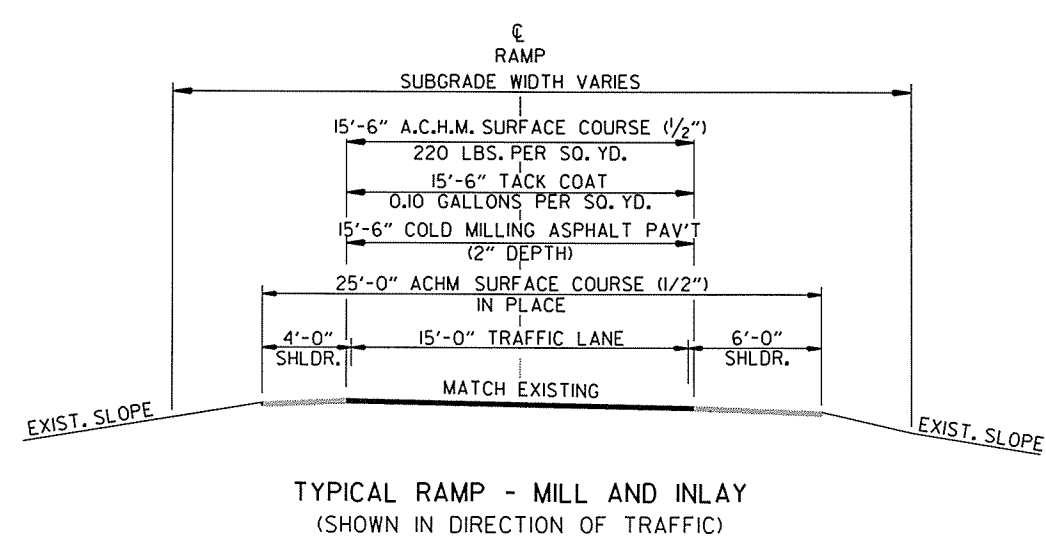 ℄
RAMP
SUBGRADE WIDTH VARIES
15'-6" A.C.H.M. SURFACE COURSE (1/2")
220 LBS. PER SQ. YD.
15'-6" TACK COAT
0.10 GALLONS PER SQ. YD.
15'-6" COLD MILLING ASPHALT PAV'T
(2" DEPTH)
25'-0" ACHM SURFACE COURSE (1/2")
IN PLACE
4'-0" 15'-0" TRAFFIC LANE 6'-0"
SHLDR. SHLDR.
MATCH EXISTING
EXIST. SLOPE EXIST. SLOPE
TYPICAL RAMP - MILL AND INLAY
(SHOWN IN DIRECTION OF TRAFFIC)